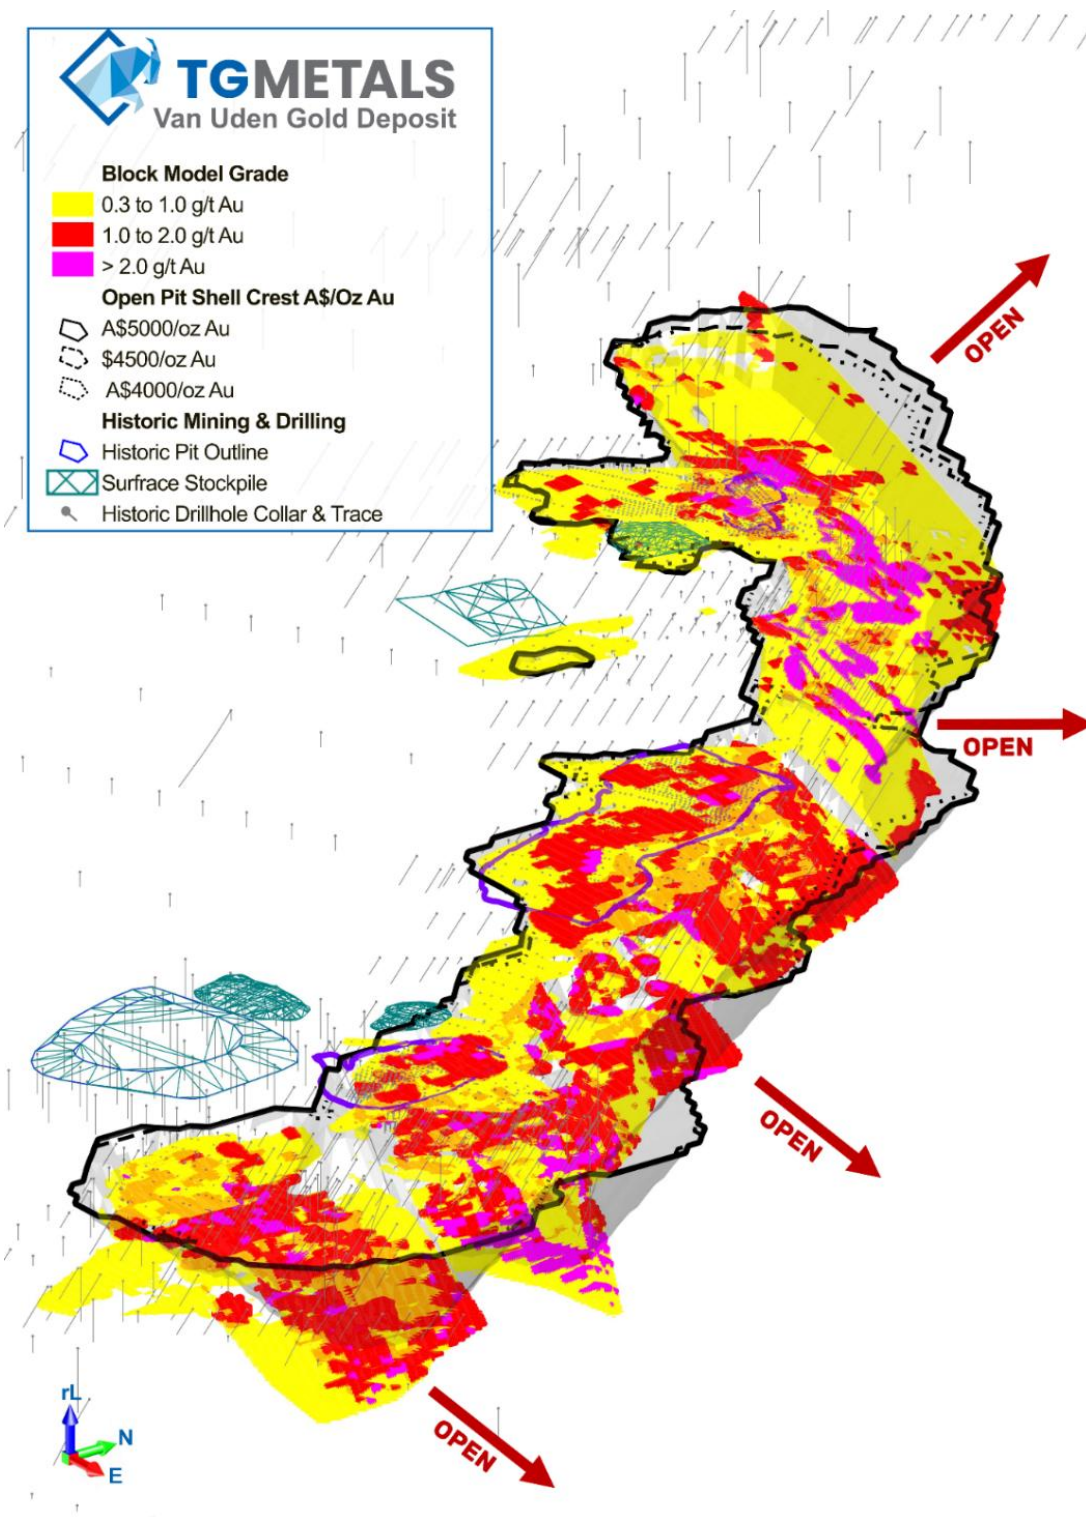 TGMETALS
Van Uden Gold Deposit
Block Model Grade
0.3 to 1.0 g/t Au
1.0 to 2.0 g/t Au
> 2.0 g/t Au
Open Pit Shell Crest A$/Oz Au
A$5000/oz Au
$4500/oz Au
A$4000/oz Au
Historic Mining & Drilling
Historic Pit Outline
Surfrace Stockpile
Historic Drillhole Collar & Trace
OPEN
OPEN
OPEN
OPEN
rL
N
E